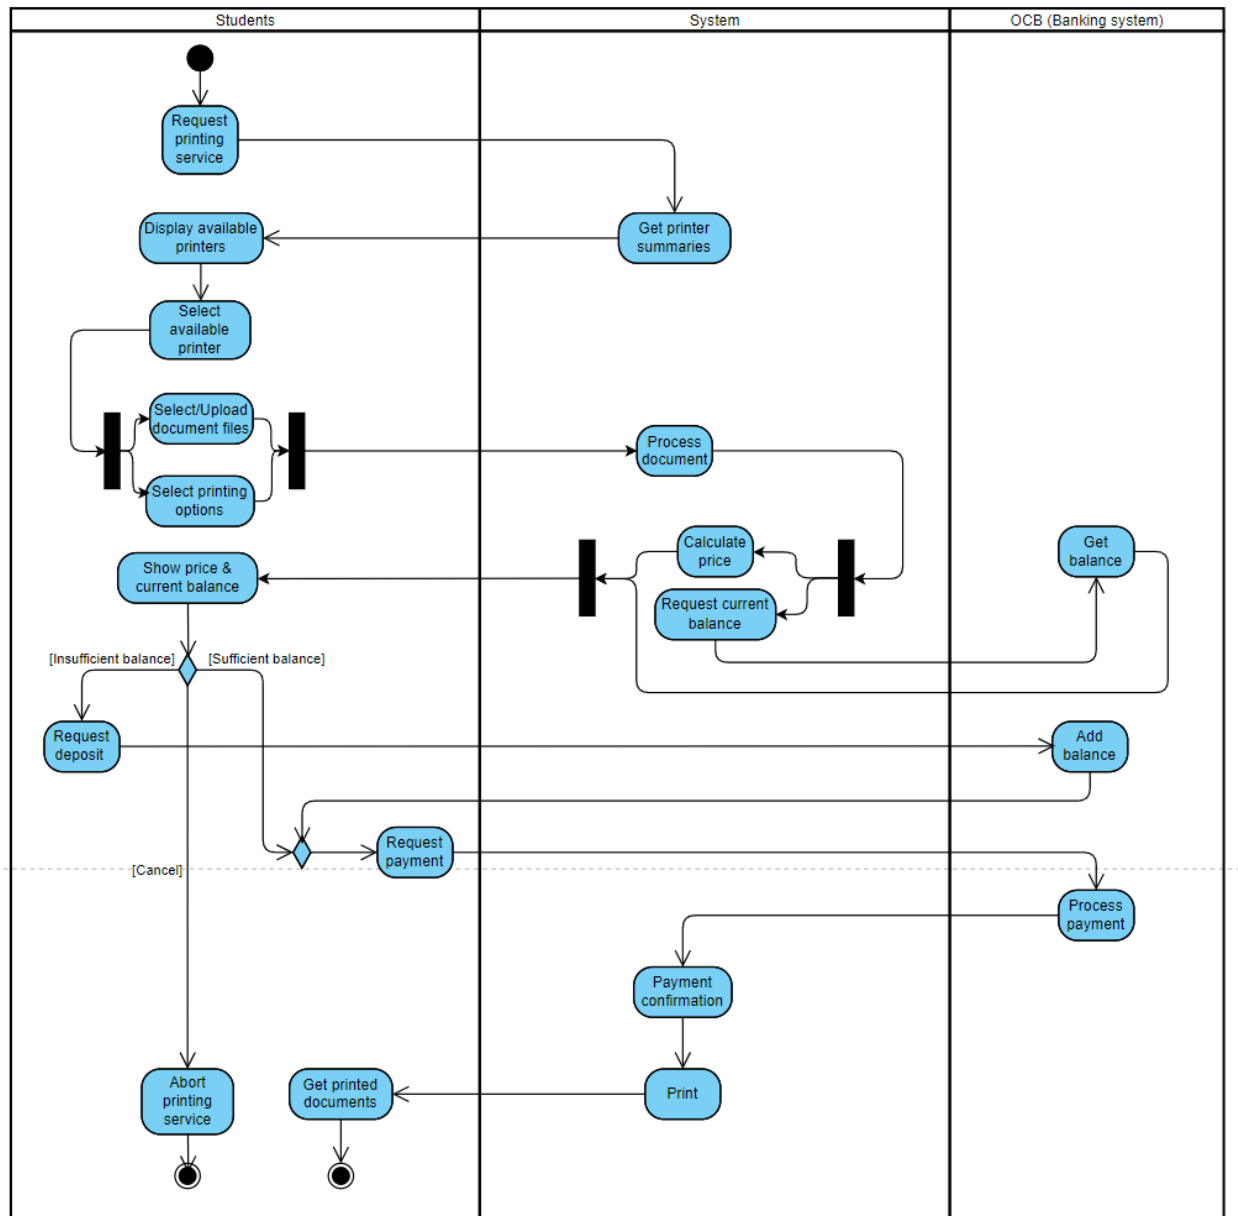 Students
System
OCB (Banking system)
Request
printing
service
Get printer
summaries
Display available
printers
Select
available
printer
Select/Upload
document files
Select printing
options
Process
document
Calculate
price
Request current
balance
Get
balance
Show price &
current balance
[Insufficient balance]
[Sufficient balance]
Request
deposit
Add
balance
Request
payment
[Cancel]
Process
payment
Payment
confirmation
Print
Get printed
documents
Abort
printing
service